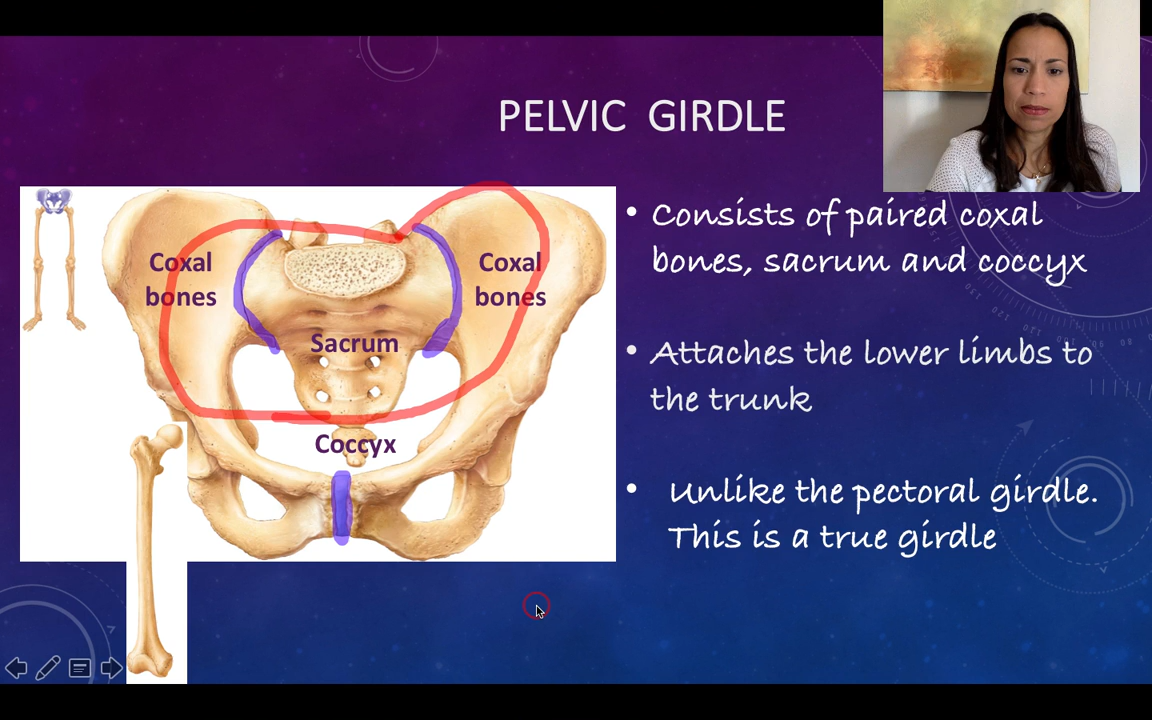 PELVIC GIRDLE
Coxal
bones
Coxal
bones
Sacrum
Coccyx
• Consists of paired coxal
bones, sacrum and coccyx
• Attaches the lower limbs to
the trunk
• Unlike the pectoral girdle.
This is a true girdle